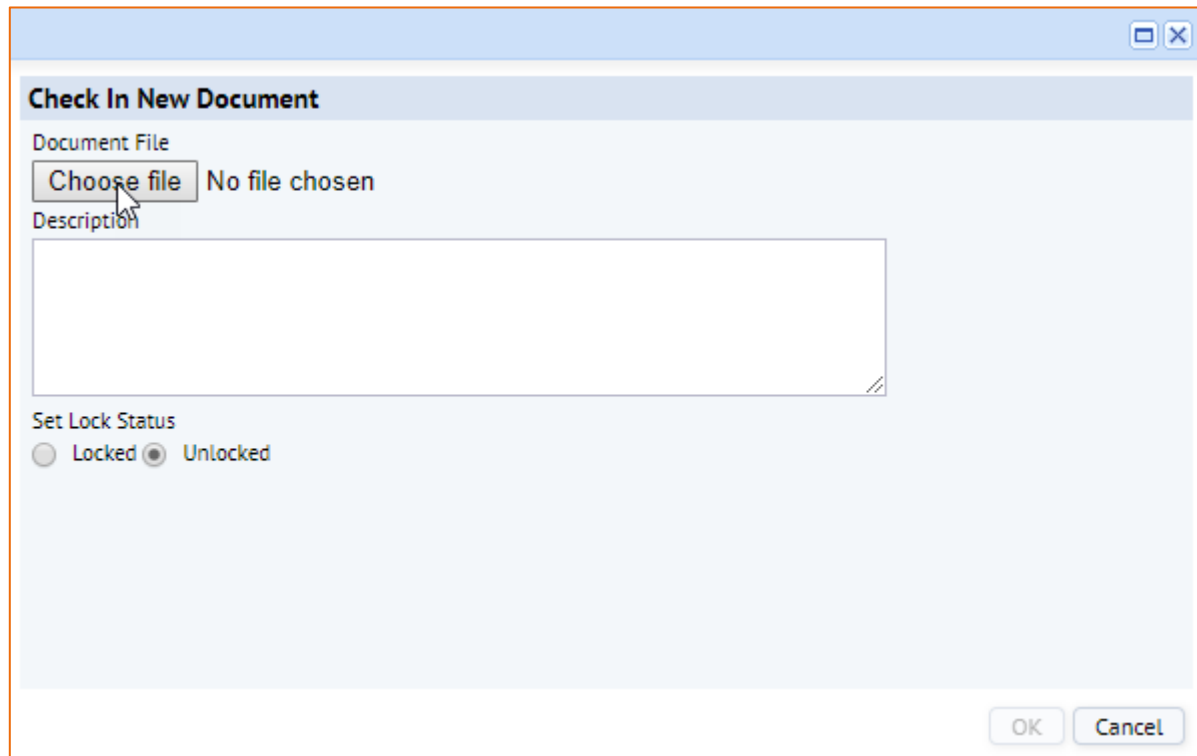 Check In New Document
Document File
Choose file No file chosen
Description
Set Lock Status
Locked Unlocked
OK Cancel